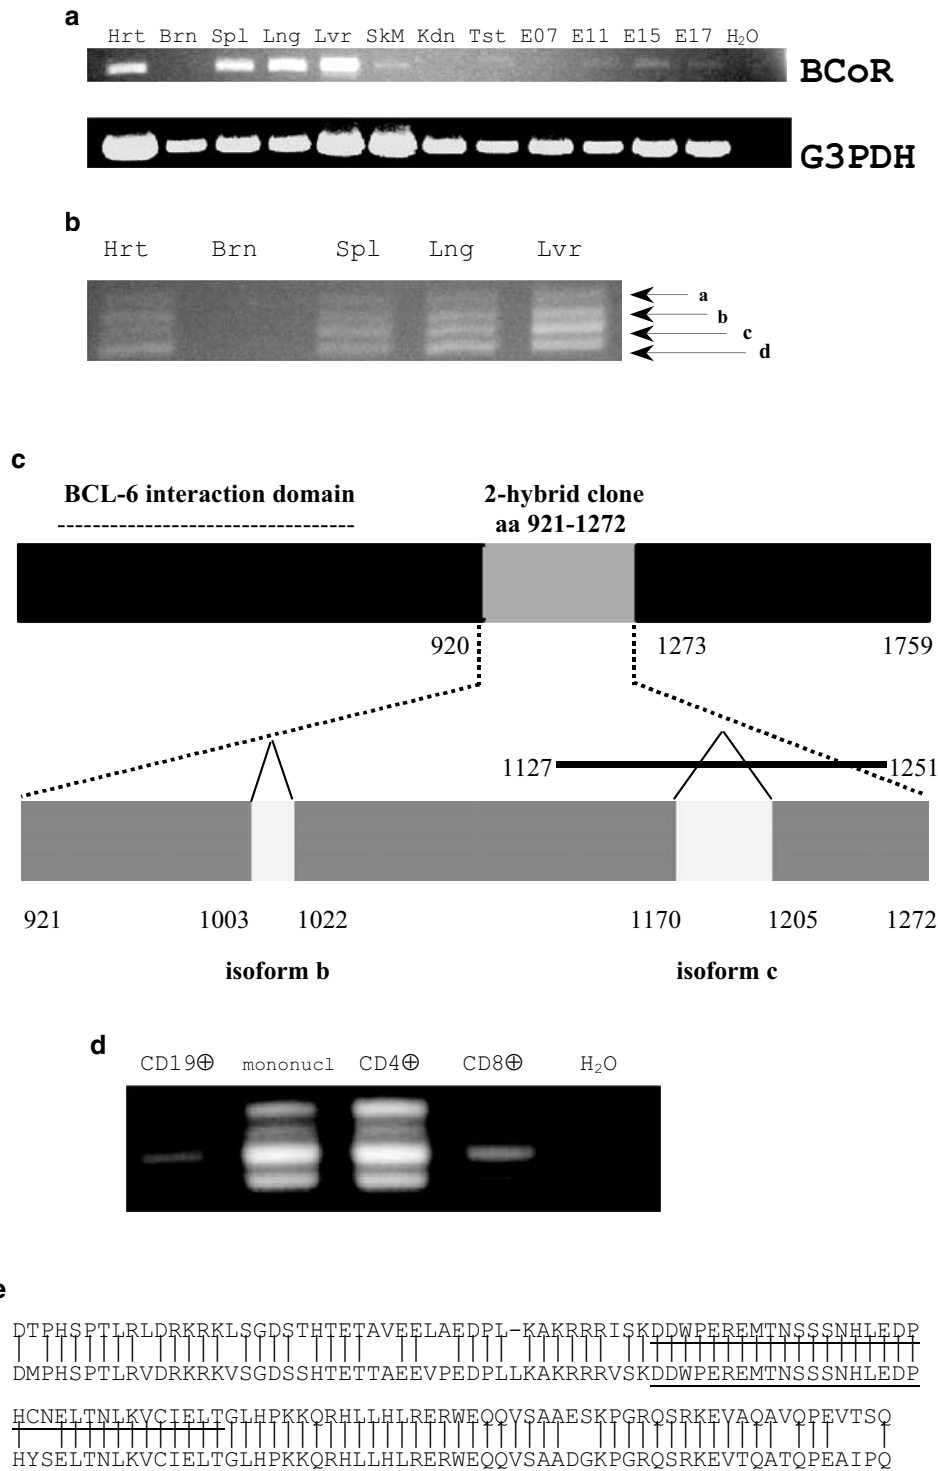 a
Hrt Brn Spl Lng Lvr SkM Kdn Tst E07 E11 E15 E17 H₂O
BCoR
G3PDH
b
Hrt Brn Spl Lng Lvr
a
b
c
d
c
BCL-6 interaction domain
2-hybrid clone
aa 921-1272
920 1273 1759
1127 1251
921 1003 1022 1170 1205 1272
isoform b isoform c
d
CD19⊕ mononucl CD4⊕ CD8⊕ H₂O
e
DTPHSPTLRLDRKRKLSGDSTHTETAVEELAEDPL-KAKRRRISKDDWPEREMTNSSSNHLEDP
DMPHSPTLRVDRKRKVSGDSSHTETTAEEVPEDPLLKAKRRRVSKDDWPEREMTNSSSNHLEDP
HCNELTNLKVCIELTGLHPKKQRHLLHLRERWEQQVSAAESKPGRQSRKEVAQAVQPEVTSQ
HYSELTNLKVCIELTGLHPKKQRHLLHLRERWEQQVSAADGKPGRQSRKEVTQATQPEAIPQ